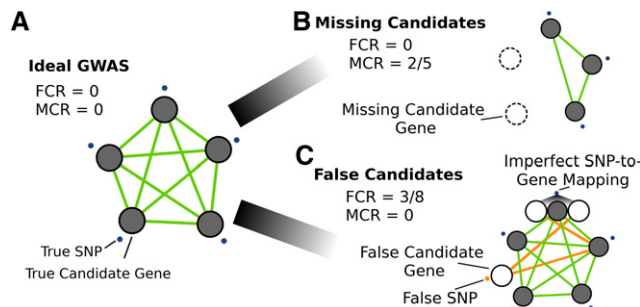 A
Ideal GWAS
FCR = 0
MCR = 0
True SNP
True Candidate Gene
B
Missing Candidates
FCR = 0
MCR = 2/5
Missing Candidate
Gene
C
False Candidates
FCR = 3/8
MCR = 0
Imperfect SNP-to-
Gene Mapping
False Candidate
Gene
False SNP